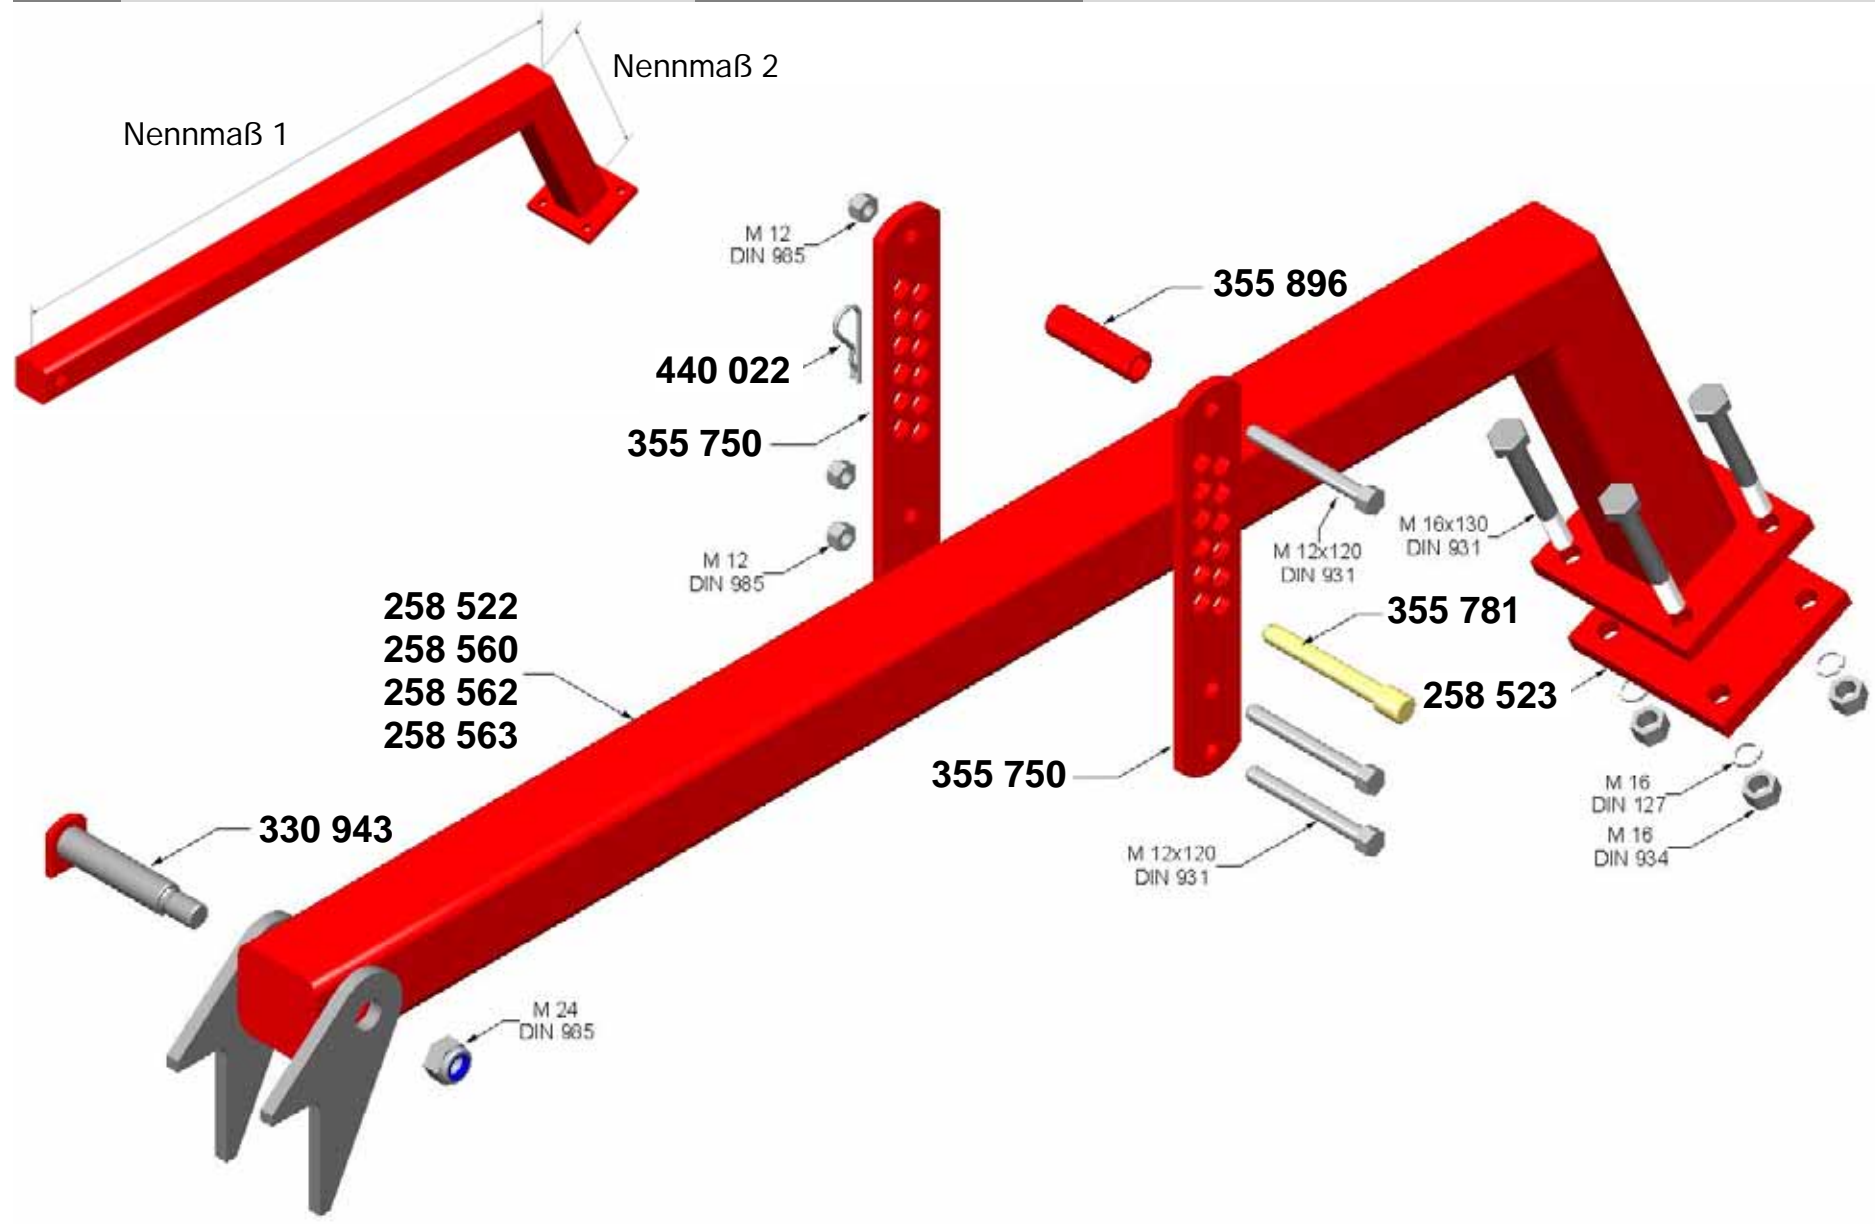 Nennmaß 2
Nennmaß 1
M 12
DIN 985
355 896
440 022
355 750
M 16x130
DIN 931
M 12x120
DIN 931
M 12
DIN 985
258 522
258 560
258 562
258 563
355 781
258 523
355 750
M 16
DIN 127
M 16
DIN 934
330 943
M 12x120
DIN 931
M 24
DIN 985